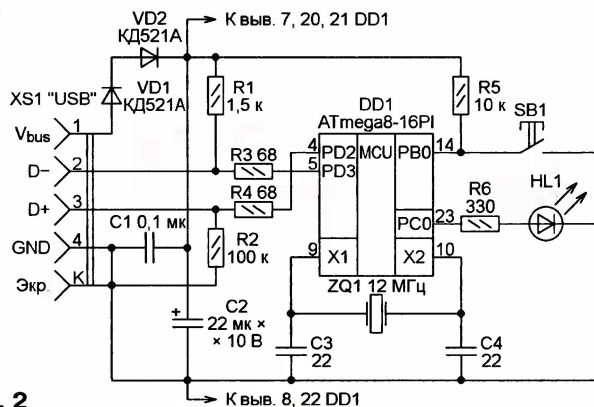 К выв. 7, 20, 21 DD1
VD2
КД521А
VD1
КД521А
XS1 "USB"
Vbus 1
D− 2
D+ 3
GND 4
Экр. К
R1
1,5 к
R3 68
R4 68
C1 0,1 мк
R2
100 к
C2
22 мк ×
× 10 В
DD1
ATmega8-16PI
4 PD2 MCU PB0 14
5 PD3
PC0 23
9 X1 X2 10
ZQ1 12 МГц
C3
22
C4
22
R5
10 к
SB1
R6
330
HL1
К выв. 8, 22 DD1
. 2